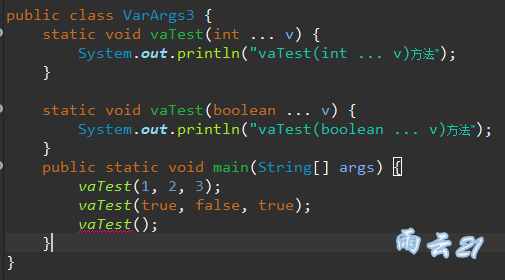 public class VarArgs3 {
    static void vaTest(int ... v) {
        System.out.println("vaTest(int ... v)方法");
    }

    static void vaTest(boolean ... v) {
        System.out.println("vaTest(boolean ... v)方法");
    }
    public static void main(String[] args) {
        vaTest(1, 2, 3);
        vaTest(true, false, true);
        vaTest();
    }
}
雨云21